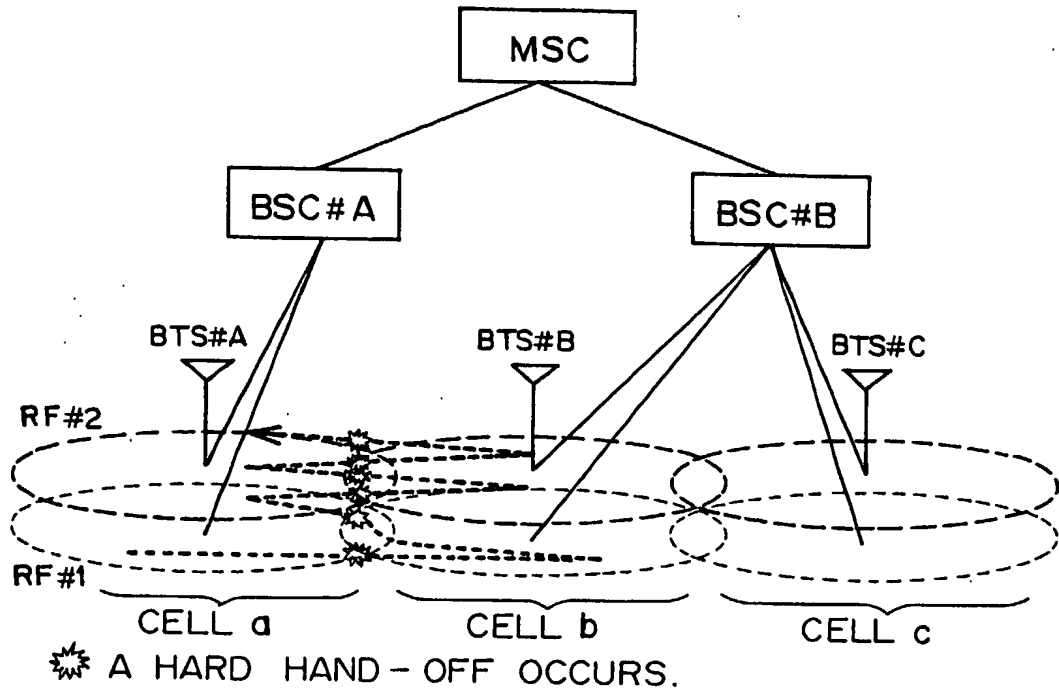 MSC
BSC#A
BSC#B
BTS#A
BTS#B
BTS#C
RF#2
RF#1
CELL a
CELL b
CELL c
A HARD HAND-OFF OCCURS.